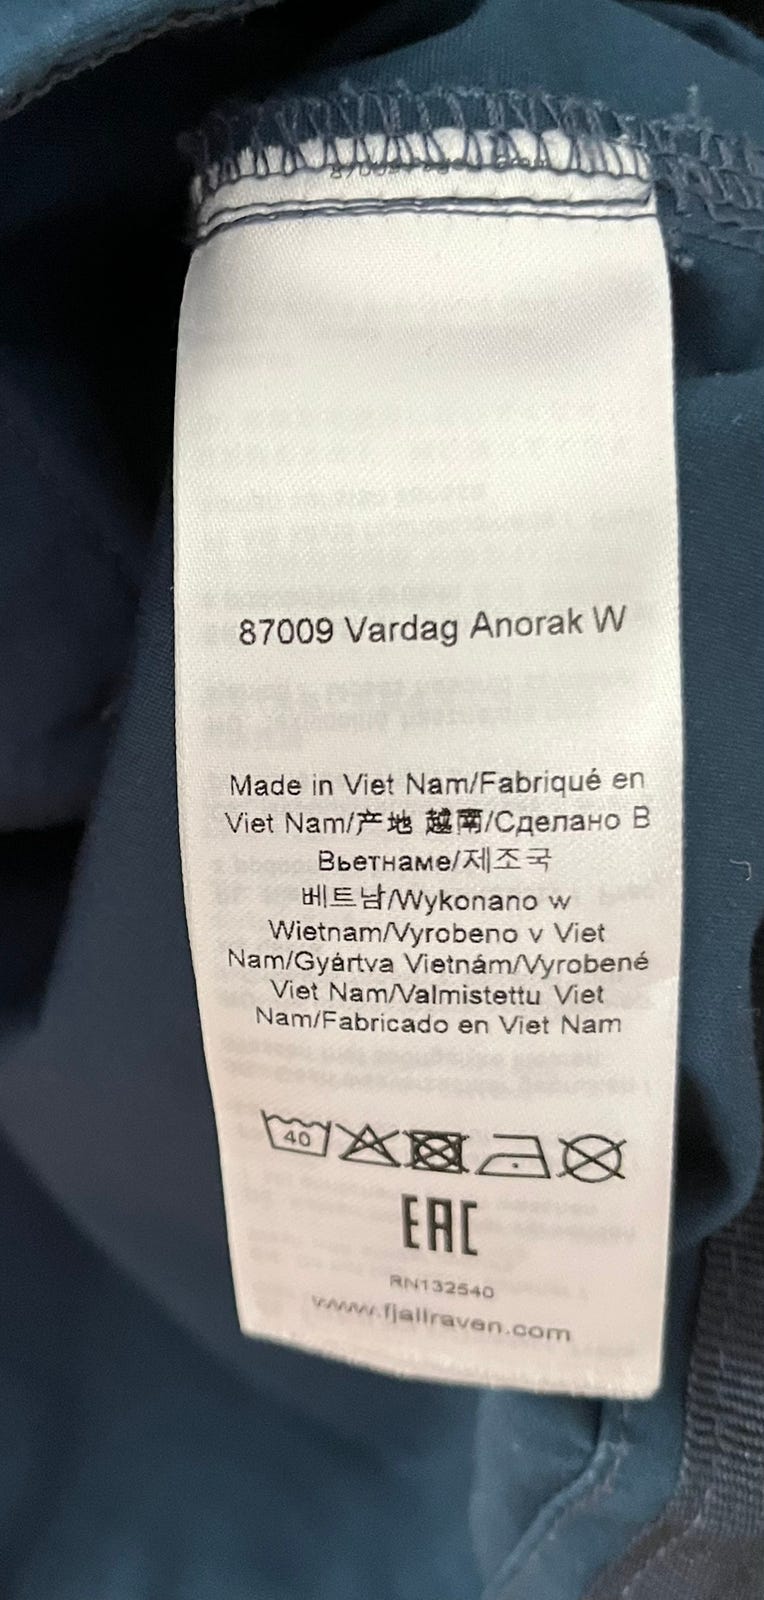 87009 Vardag Anorak W
Made in Viet Nam/Fabriqué en
Viet Nam/产地 越南/Сделано В
Вьетнаме/제조국
베트남/Wykonano w
Wietnam/Vyrobeno v Viet
Nam/Gyártva Vietnám/Vyrobené
Viet Nam/Valmistettu Viet
Nam/Fabricado en Viet Nam
40
EAC
RN132540
www.fjallraven.com